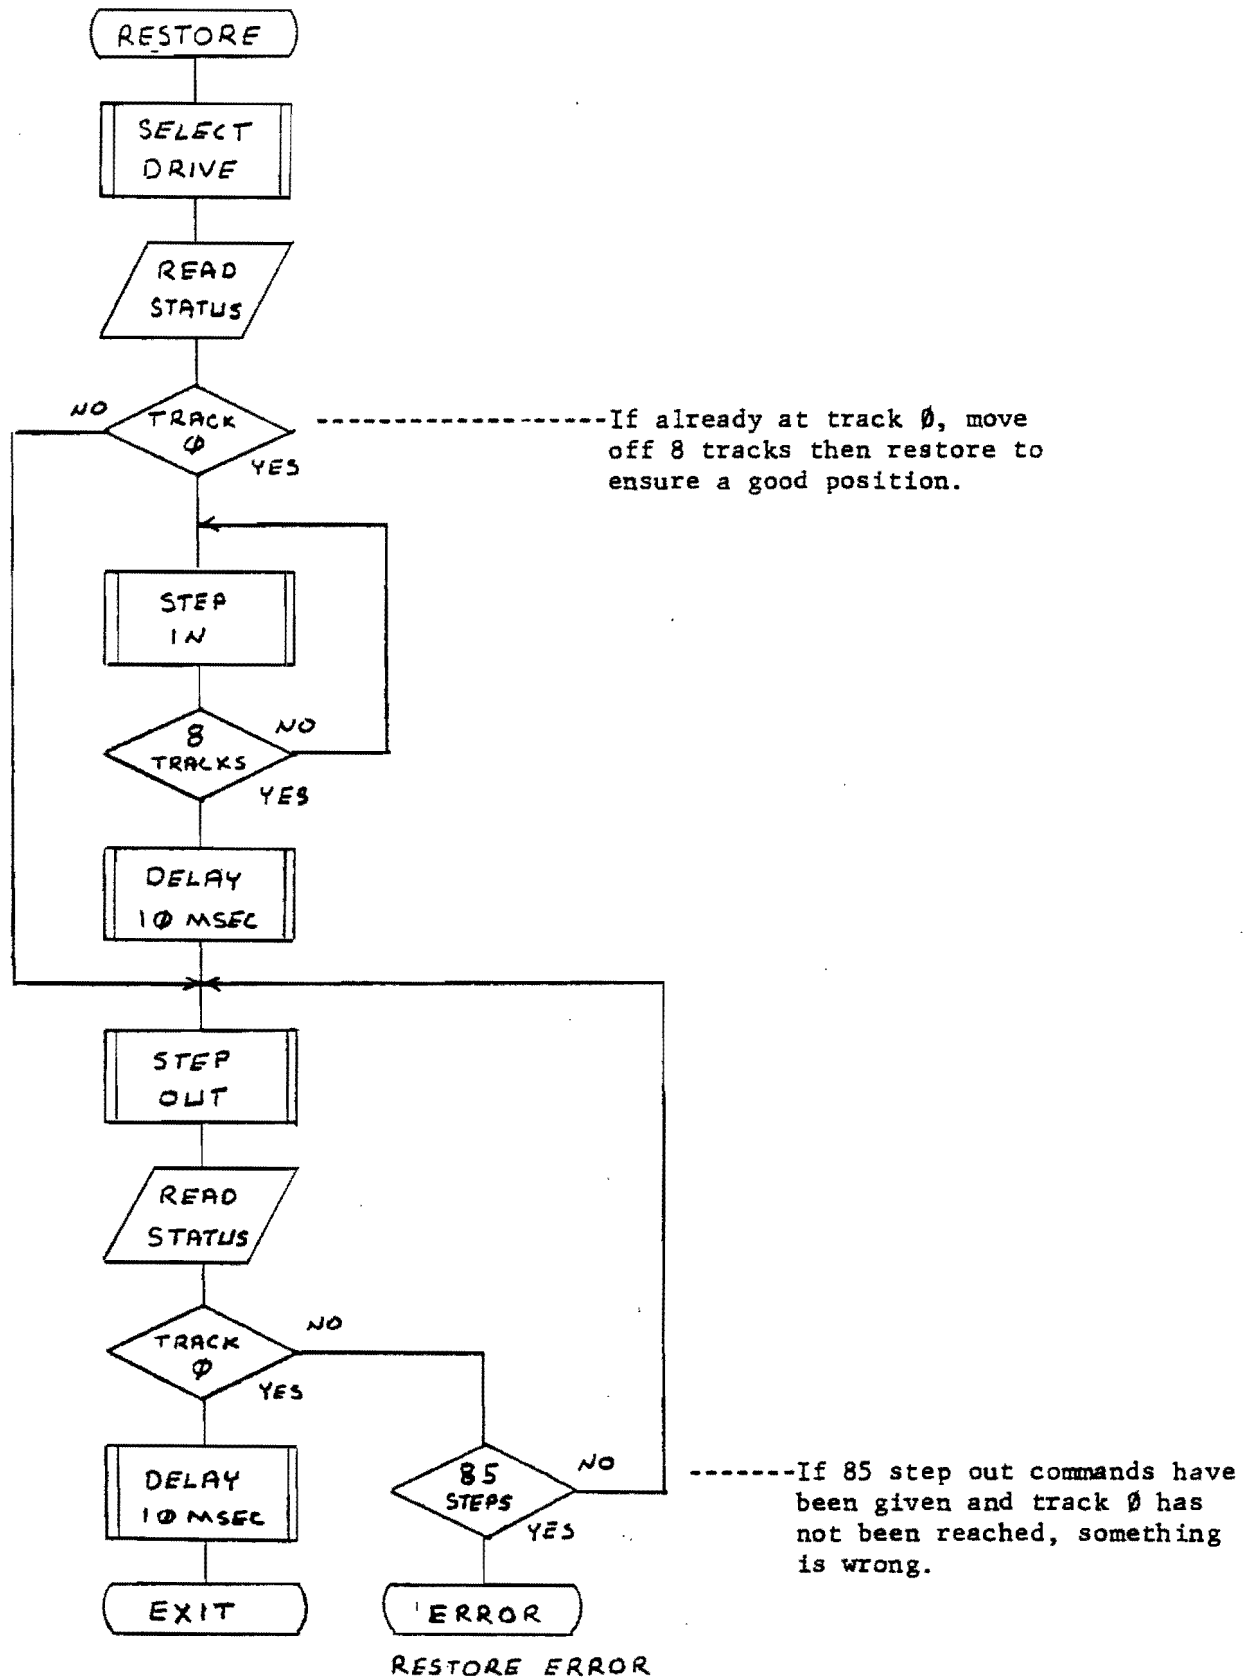 RESTORE
SELECT
DRIVE
READ
STATUS
NO
TRACK
Ø
YES
--------------------If already at track Ø, move
off 8 tracks then restore to
ensure a good position.
STEP
IN
8
TRACKS
NO
YES
DELAY
1Ø MSEC
STEP
OUT
READ
STATUS
TRACK
Ø
NO
YES
DELAY
1Ø MSEC
EXIT
85
STEPS
NO
YES
-------If 85 step out commands have
been given and track Ø has
not been reached, something
is wrong.
ERROR
RESTORE ERROR